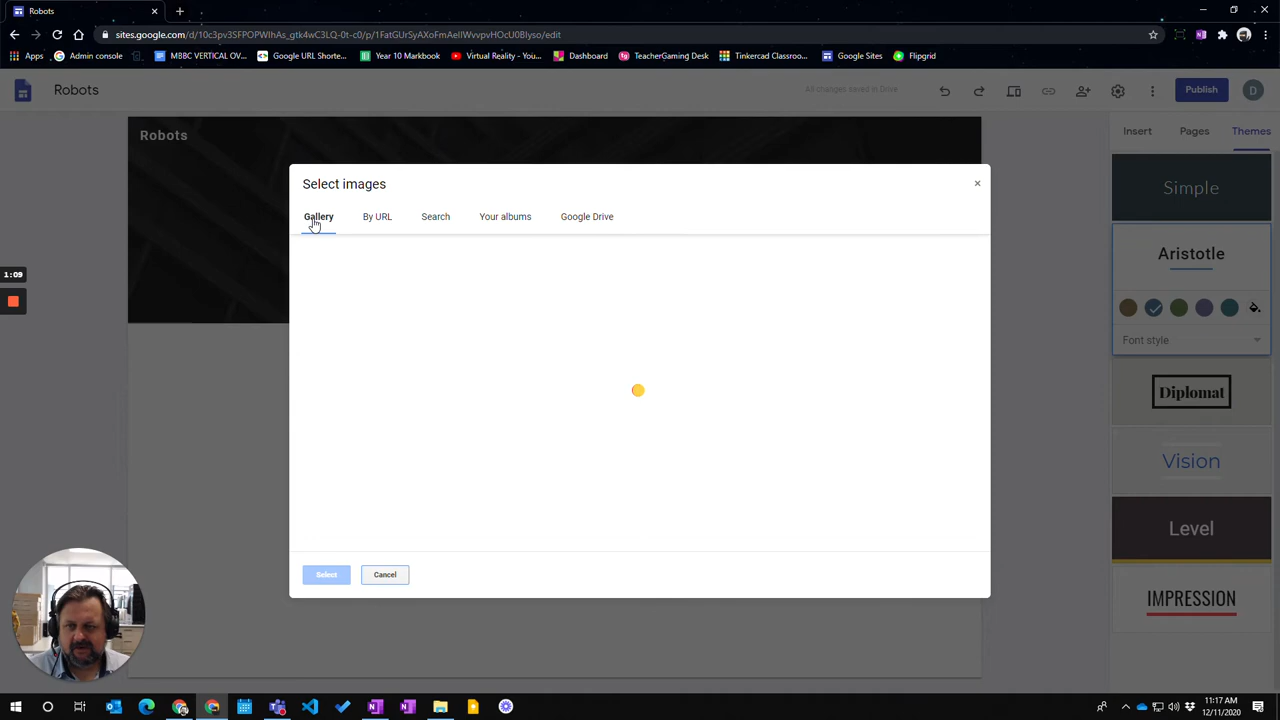 Robots
sites.google.com/d/10c3pv3SFPOPWIhAs_gtk4wC3LQ-0t-c0/p/1FatGUrSyAXoFmAeIIWvvpvHOcU0BIyso/edit
Apps
Admin console
MBBC VERTICAL OV...
Google URL Shorte...
Year 10 Markbook
Virtual Reality - You...
Dashboard
TeacherGaming Desk
Tinkercad Classroo...
Google Sites
Flipgrid
Robots
All changes saved in Drive
Publish
D
Robots
Insert
Pages
Themes
Select images
×
Gallery
By URL
Search
Your albums
Google Drive
Simple
Aristotle
Font style
Diplomat
Vision
Level
IMPRESSION
1:09
Select
Cancel
11:17 AM
12/11/2020